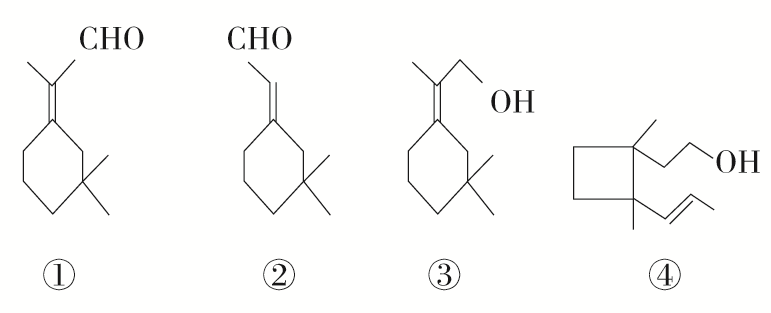 CHO CHO
OH
OH
① ② ③ ④